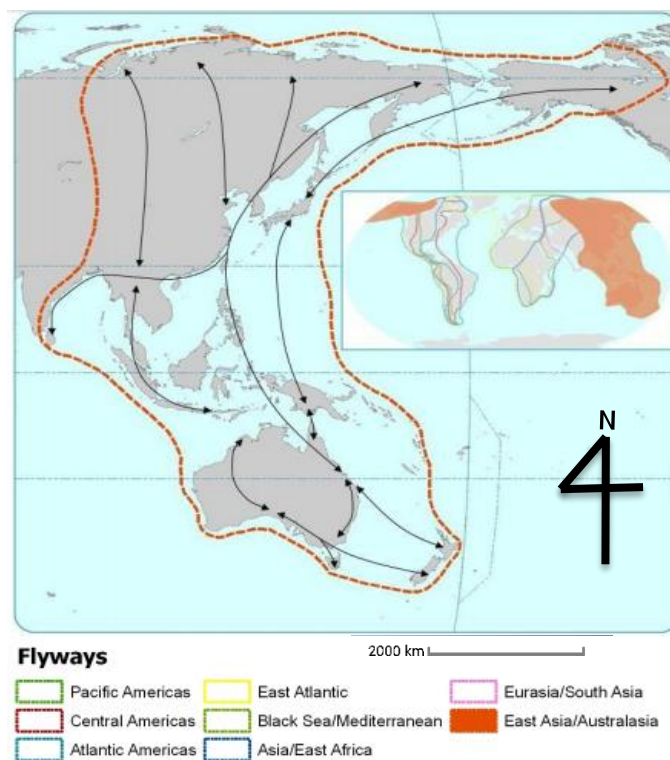 N
2000 km
Flyways
Pacific Americas East Atlantic Eurasia/South Asia
Central Americas Black Sea/Mediterranean East Asia/Australasia
Atlantic Americas Asia/East Africa